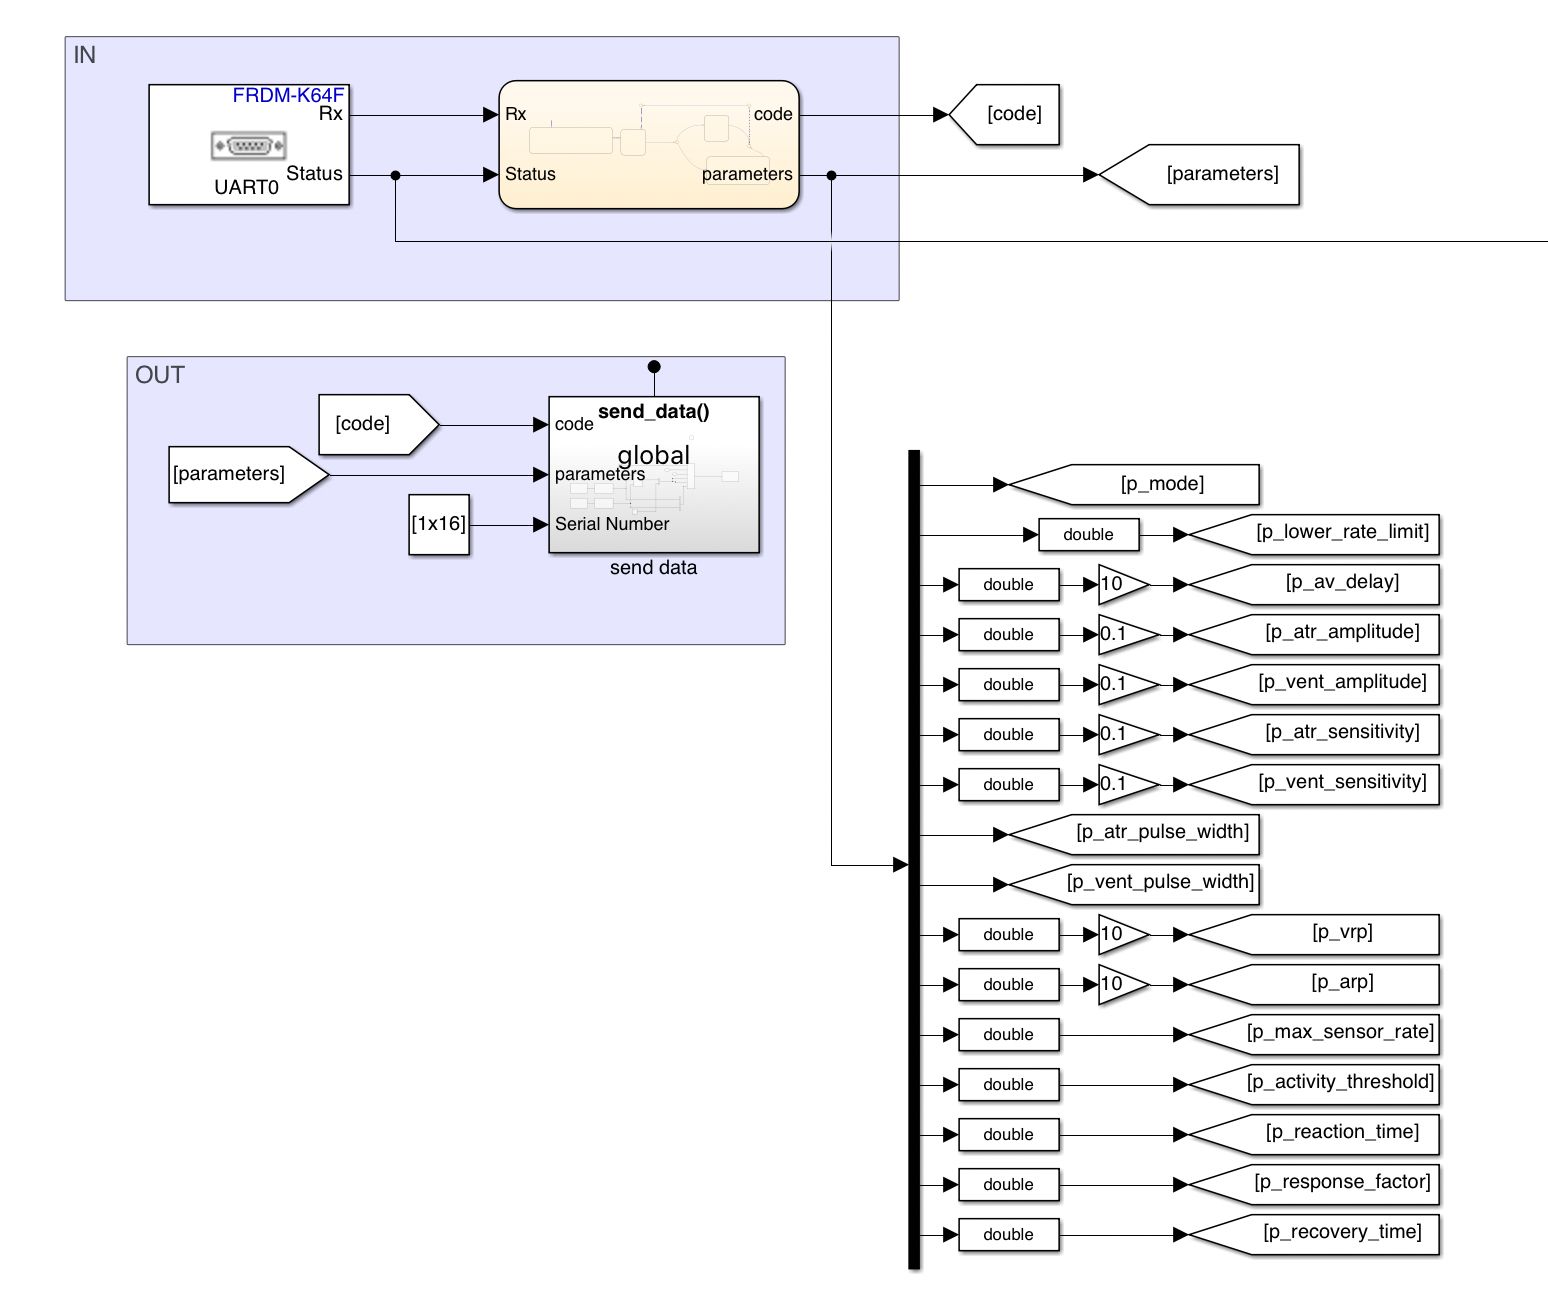 IN
FRDM-K64F
Rx
Status
UART0
Rx
Status
code
parameters
[code]
[parameters]
OUT
[code]
[parameters]
[1x16]
send_data()
code
global
parameters
Serial Number
send data
[p_mode]
double
[p_lower_rate_limit]
double
10
[p_av_delay]
double
0.1
[p_atr_amplitude]
double
0.1
[p_vent_amplitude]
double
0.1
[p_atr_sensitivity]
double
0.1
[p_vent_sensitivity]
[p_atr_pulse_width]
[p_vent_pulse_width]
double
10
[p_vrp]
double
10
[p_arp]
double
[p_max_sensor_rate]
double
[p_activity_threshold]
double
[p_reaction_time]
double
[p_response_factor]
double
[p_recovery_time]